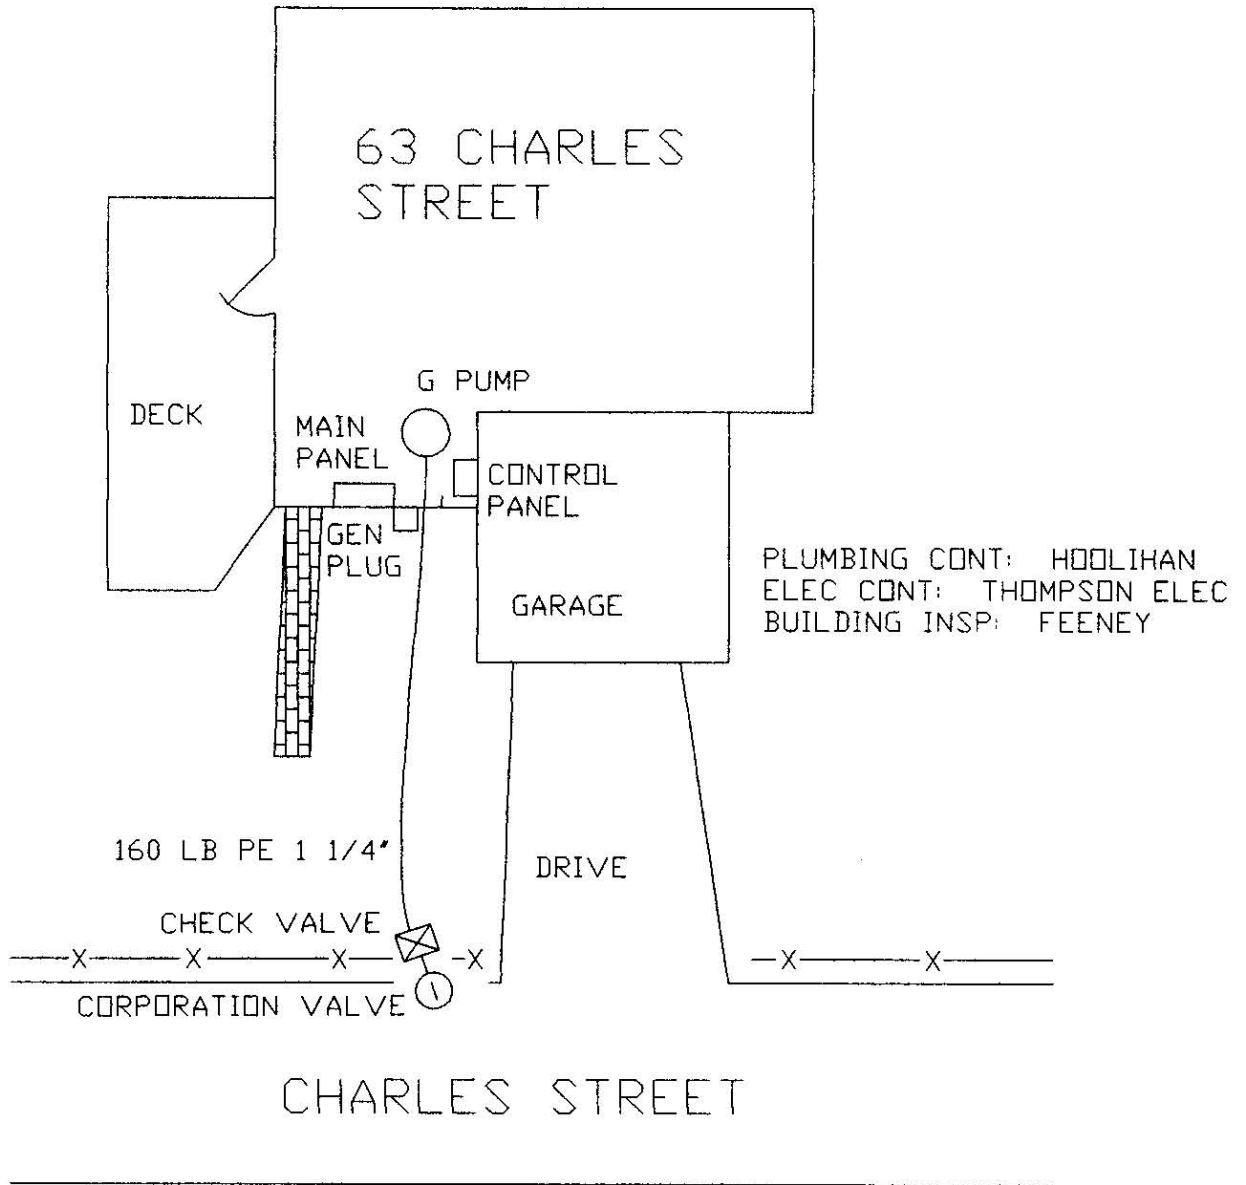 63 CHARLES
STREET
G PUMP
DECK
MAIN
PANEL
CONTROL
PANEL
GEN
PLUG
GARAGE
PLUMBING CONT: HOOLIHAN
ELEC CONT: THOMPSON ELEC
BUILDING INSP: FEENEY
160 LB PE 1 1/4"
DRIVE
CHECK VALVE
X X X X X X
CORPORATION VALVE
CHARLES STREET